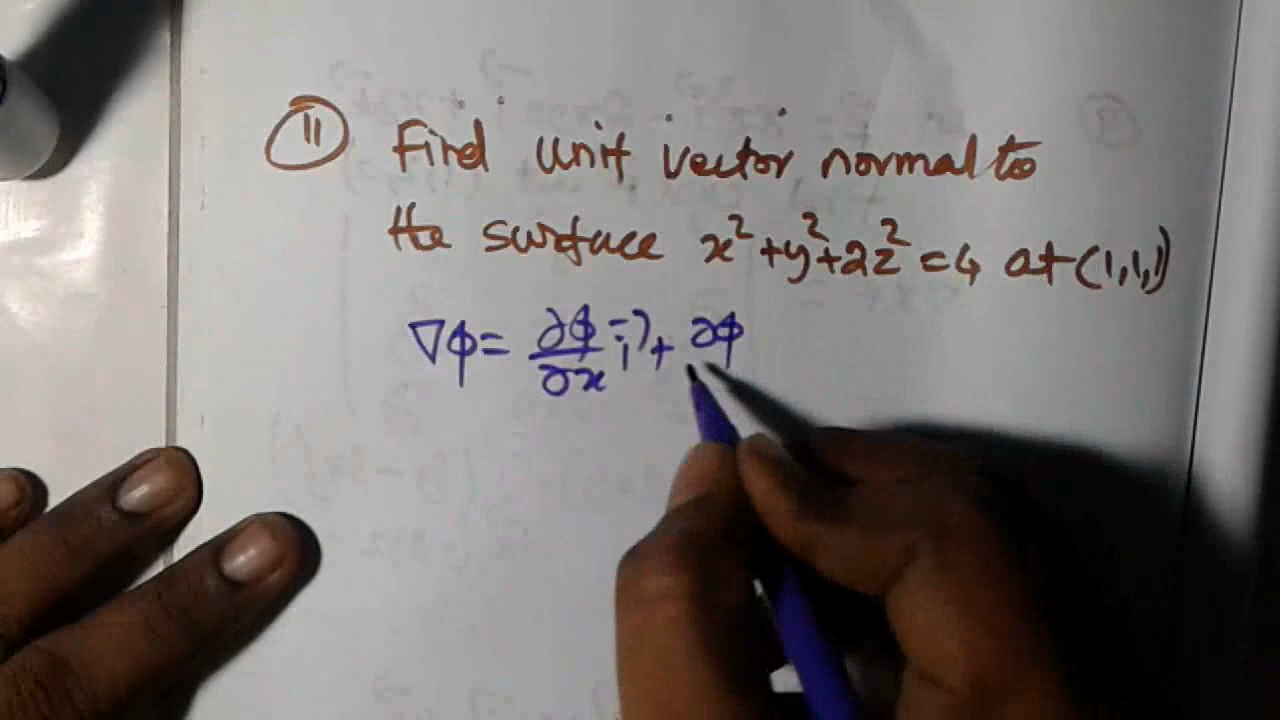 11 Find unit vector normal to
the surface x²+y²+2z²=4 at (1,1,1)
∇φ= ∂φ/∂x i⃗ + ∂φ